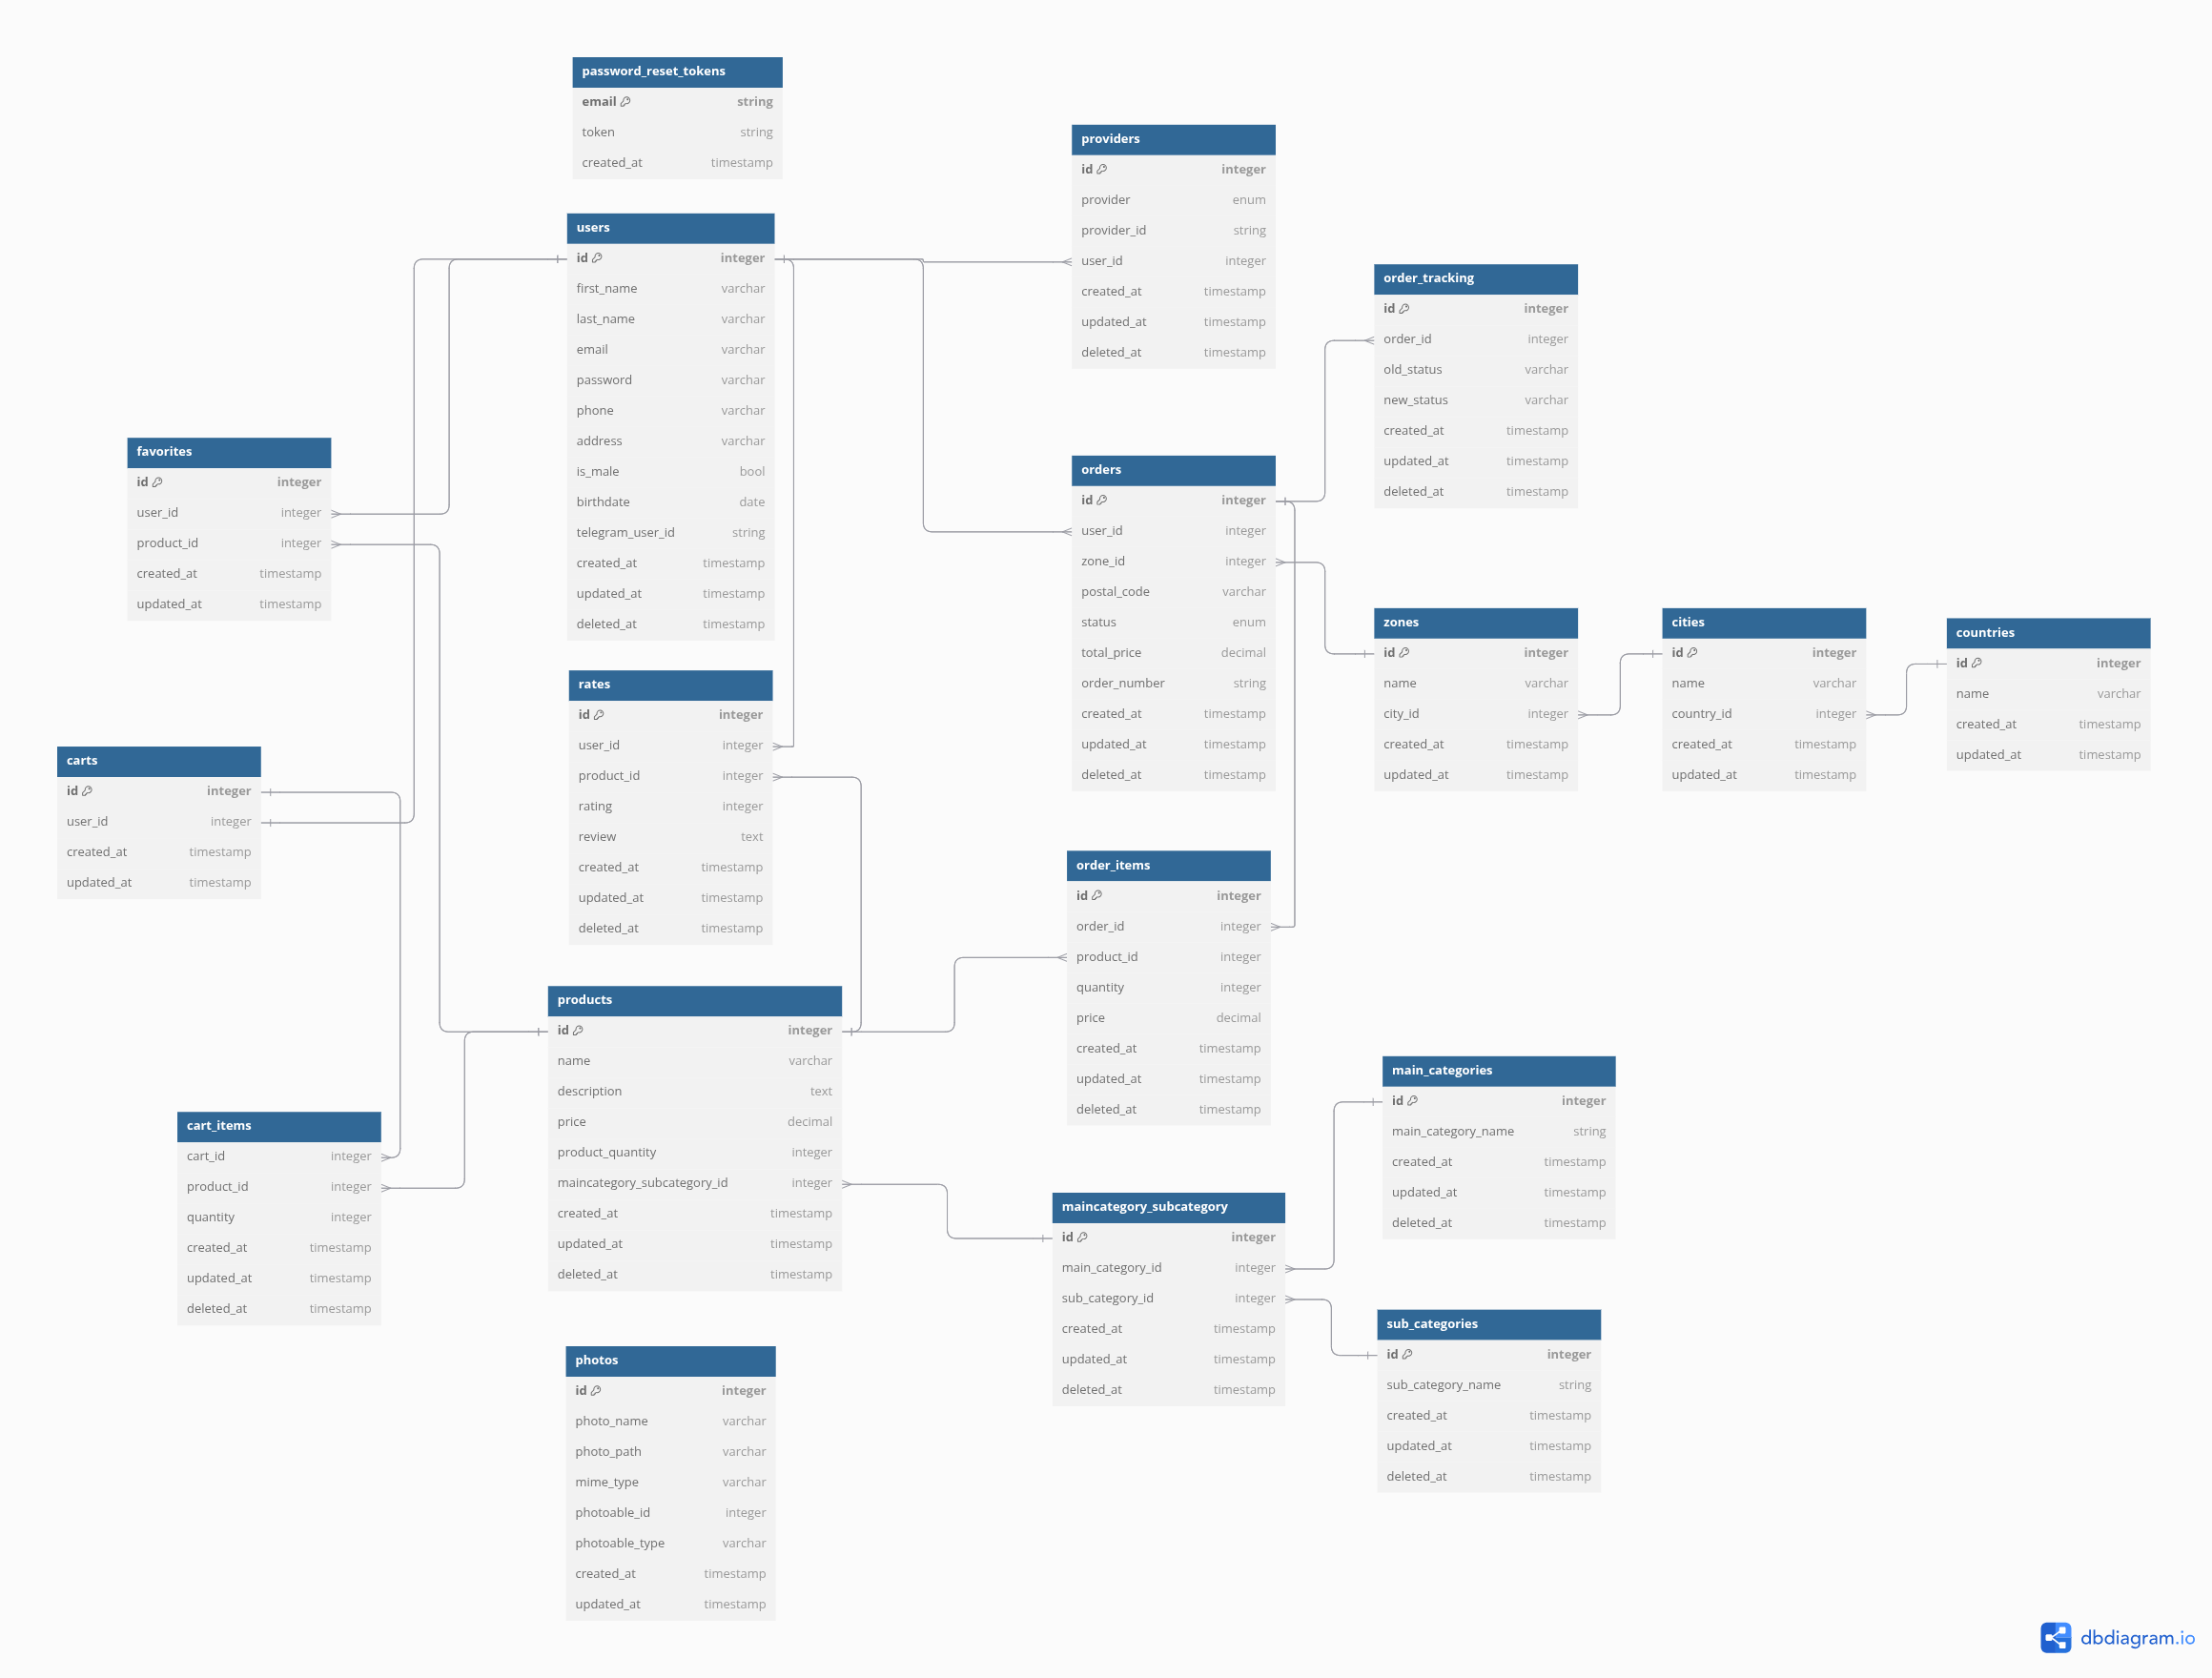 password_reset_tokens
email string
token string
created_at timestamp
users
id integer
first_name varchar
last_name varchar
email varchar
password varchar
phone varchar
address varchar
is_male bool
birthdate date
telegram_user_id string
created_at timestamp
updated_at timestamp
deleted_at timestamp
providers
id integer
provider enum
provider_id string
user_id integer
created_at timestamp
updated_at timestamp
deleted_at timestamp
order_tracking
id integer
order_id integer
old_status varchar
new_status varchar
created_at timestamp
updated_at timestamp
deleted_at timestamp
favorites
id integer
user_id integer
product_id integer
created_at timestamp
updated_at timestamp
orders
id integer
user_id integer
zone_id integer
postal_code varchar
status enum
total_price decimal
order_number string
created_at timestamp
updated_at timestamp
deleted_at timestamp
zones
id integer
name varchar
city_id integer
created_at timestamp
updated_at timestamp
cities
id integer
name varchar
country_id integer
created_at timestamp
updated_at timestamp
countries
id integer
name varchar
created_at timestamp
updated_at timestamp
rates
id integer
user_id integer
product_id integer
rating integer
review text
created_at timestamp
updated_at timestamp
deleted_at timestamp
carts
id integer
user_id integer
created_at timestamp
updated_at timestamp
order_items
id integer
order_id integer
product_id integer
quantity integer
price decimal
created_at timestamp
updated_at timestamp
deleted_at timestamp
products
id integer
name varchar
description text
price decimal
product_quantity integer
maincategory_subcategory_id integer
created_at timestamp
updated_at timestamp
deleted_at timestamp
cart_items
cart_id integer
product_id integer
quantity integer
created_at timestamp
updated_at timestamp
deleted_at timestamp
main_categories
id integer
main_category_name string
created_at timestamp
updated_at timestamp
deleted_at timestamp
maincategory_subcategory
id integer
main_category_id integer
sub_category_id integer
created_at timestamp
updated_at timestamp
deleted_at timestamp
sub_categories
id integer
sub_category_name string
created_at timestamp
updated_at timestamp
deleted_at timestamp
photos
id integer
photo_name varchar
photo_path varchar
mime_type varchar
photoable_id integer
photoable_type varchar
created_at timestamp
updated_at timestamp
dbdiagram.io